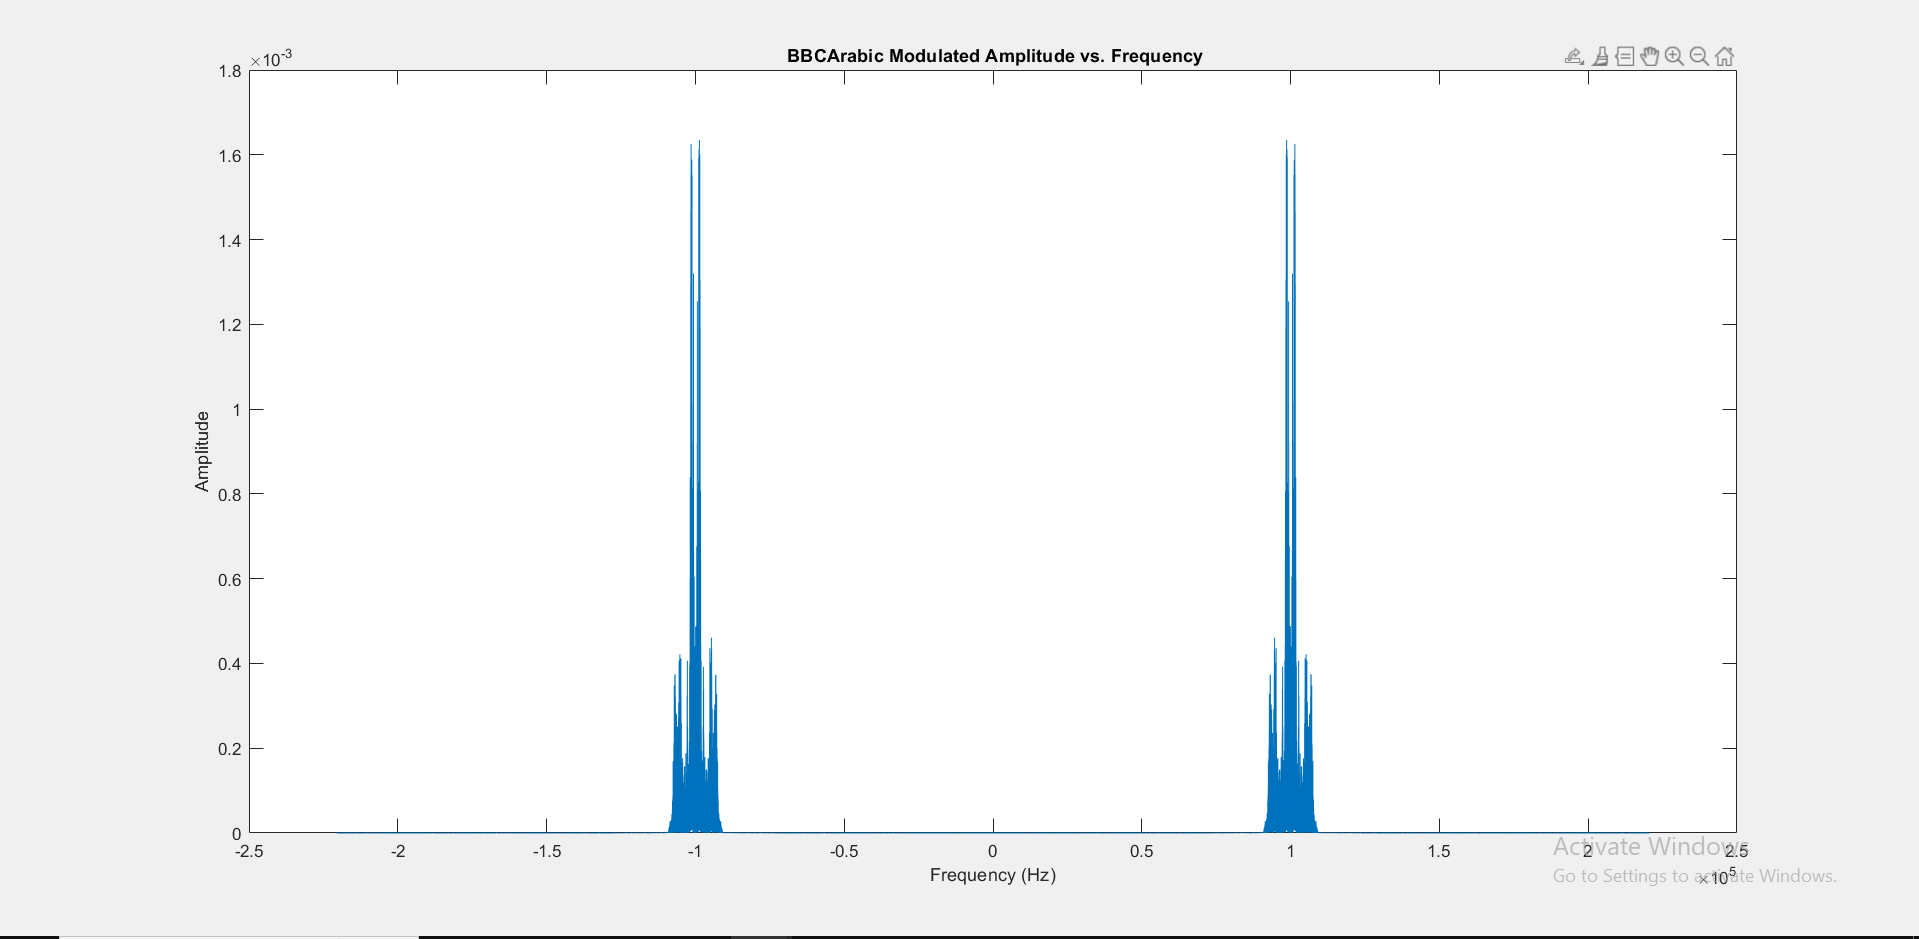 BBCArabic Modulated Amplitude vs. Frequency
×10-3
1.8
1.6
1.4
1.2
1
0.8
0.6
0.4
0.2
0
Amplitude
-2.5 -2 -1.5 -1 -0.5 0 0.5 1 1.5 2 2.5
Frequency (Hz)
×105
Activate Windows
Go to Settings to activate Windows.